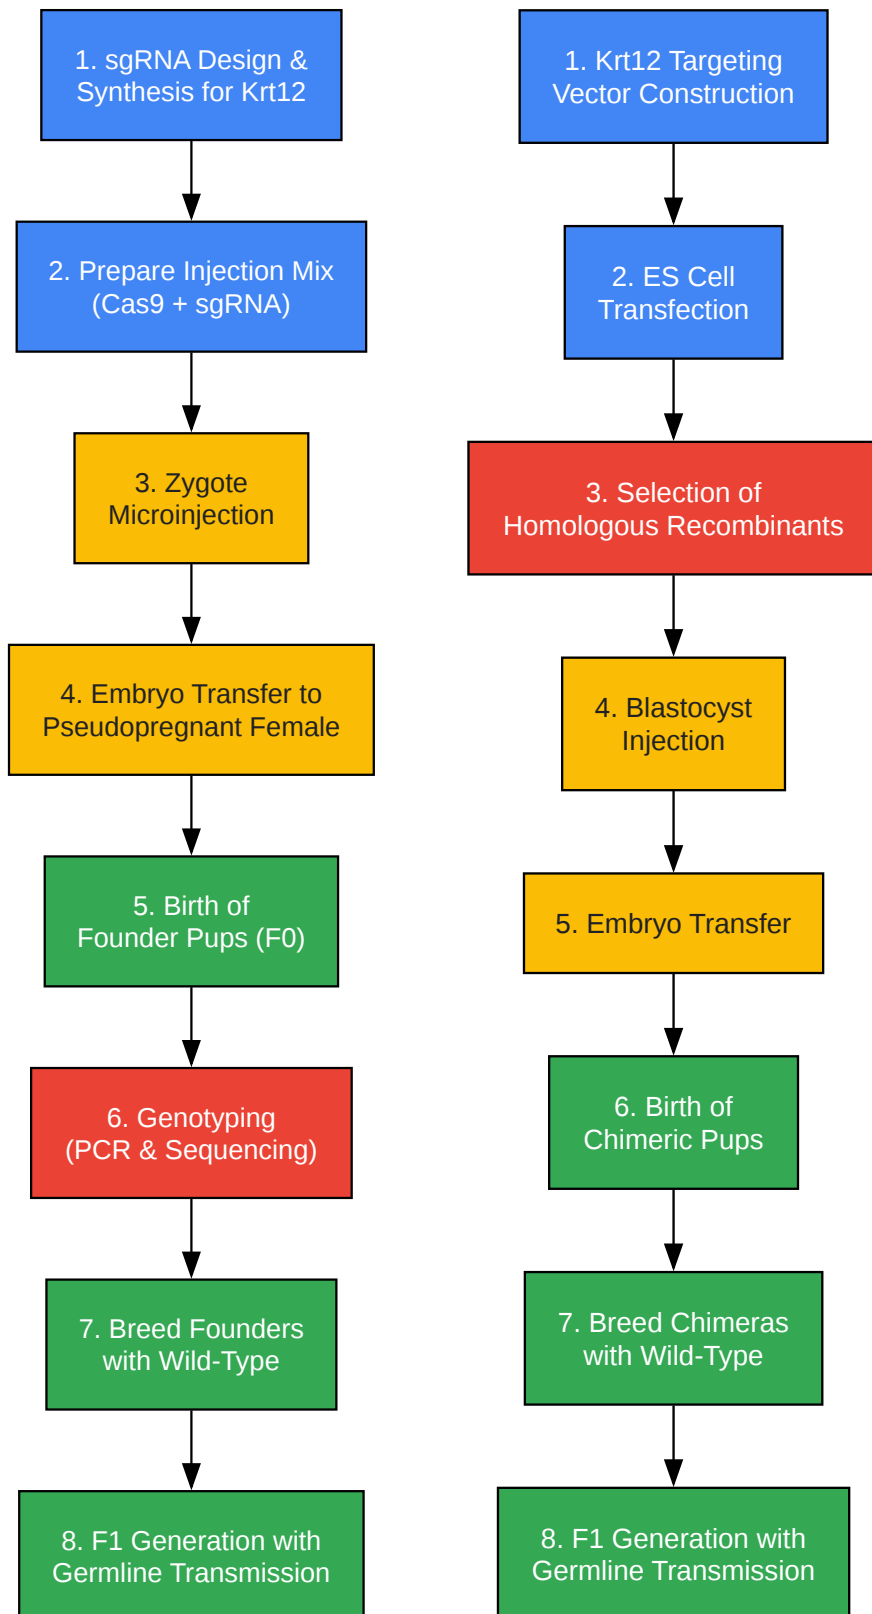 1. sgRNA Design &
Synthesis for Krt12
2. Prepare Injection Mix
(Cas9 + sgRNA)
3. Zygote
Microinjection
4. Embryo Transfer to
Pseudopregnant Female
5. Birth of
Founder Pups (F0)
6. Genotyping
(PCR & Sequencing)
7. Breed Founders
with Wild-Type
8. F1 Generation with
Germline Transmission
1. Krt12 Targeting
Vector Construction
2. ES Cell
Transfection
3. Selection of
Homologous Recombinants
4. Blastocyst
Injection
5. Embryo Transfer
6. Birth of
Chimeric Pups
7. Breed Chimeras
with Wild-Type
8. F1 Generation with
Germline Transmission